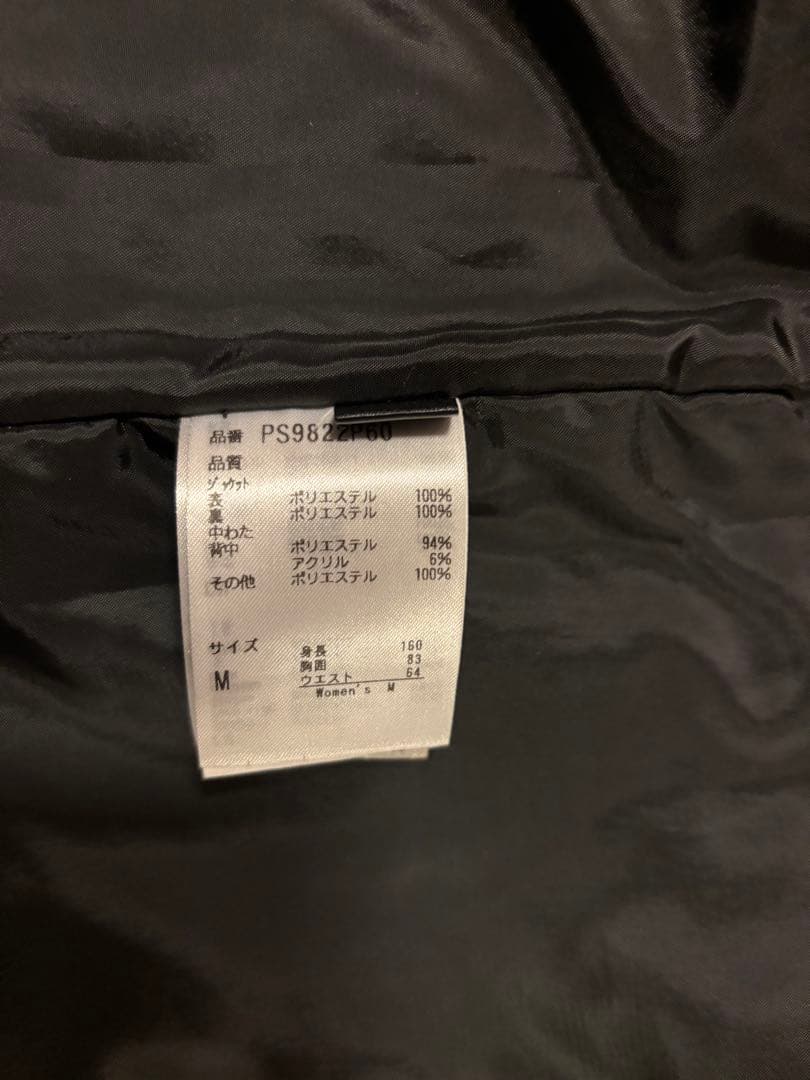 品番 PS9822P60
品質
ジャケット
表 ポリエステル 100%
裏 ポリエステル 100%
中わた
背中 ポリエステル 94%
アクリル 6%
その他 ポリエステル 100%
サイズ
M
身長 160
胸囲 83
ウエスト 64
Women's M